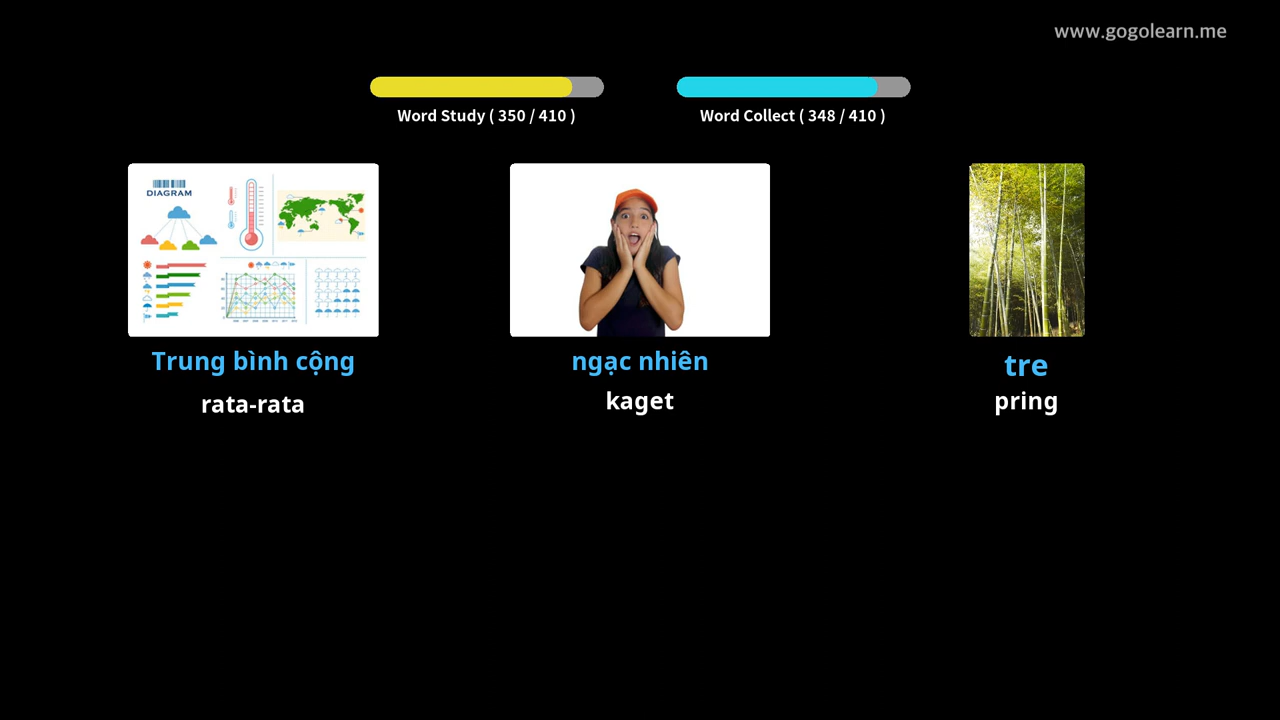 www.gogolearn.me
Word Study ( 350 / 410 )
Word Collect ( 348 / 410 )
DIAGRAM
Trung bình cộng
rata-rata
ngạc nhiên
kaget
tre
pring